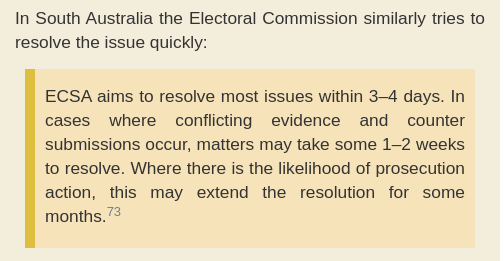 In South Australia the Electoral Commission similarly tries to
resolve the issue quickly:
ECSA aims to resolve most issues within 3–4 days. In
cases where conflicting evidence and counter
submissions occur, matters may take some 1–2 weeks
to resolve. Where there is the likelihood of prosecution
action, this may extend the resolution for some
months.73